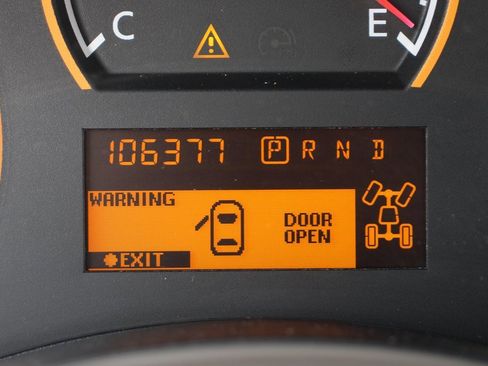 C E
106377 P R N D
WARNING
DOOR
OPEN
✱EXIT